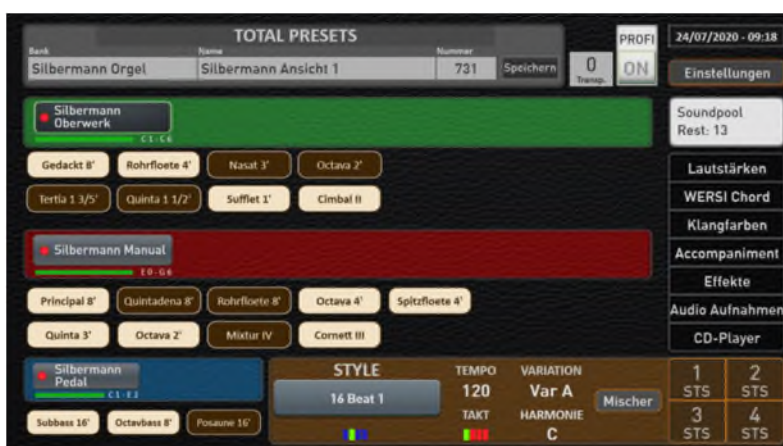 TOTAL PRESETS
PROFI
24/07/2020 - 09:18
Bank
Name
Nummer
Silbermann Orgel
Silbermann Ansicht 1
731
Speichern
0
Transp.
ON
Einstellungen
Silbermann
Oberwerk
C1-C6
Soundpool
Rest: 13
Gedackt 8'
Rohrfloete 4'
Nasat 3'
Octava 2'
Lautstärken
Tertia 1 3/5'
Quinta 1 1/2'
Sufflet 1'
Cimbal II
WERSI Chord
Klangfarben
Silbermann Manual
E0-G6
Accompaniment
Effekte
Principal 8'
Quintadena 8'
Rohrfloete 8'
Octava 4'
Spitzfloete 4'
Audio Aufnahmen
Quinta 3'
Octava 2'
Mixtur IV
Cornett III
CD-Player
Silbermann
Pedal
C1-E3
STYLE
TEMPO
VARIATION
16 Beat 1
120
Var A
Mischer
TAKT
HARMONIE
C
Subbass 16'
Octavbass 8'
Posaune 16'
1
STS
2
STS
3
STS
4
STS